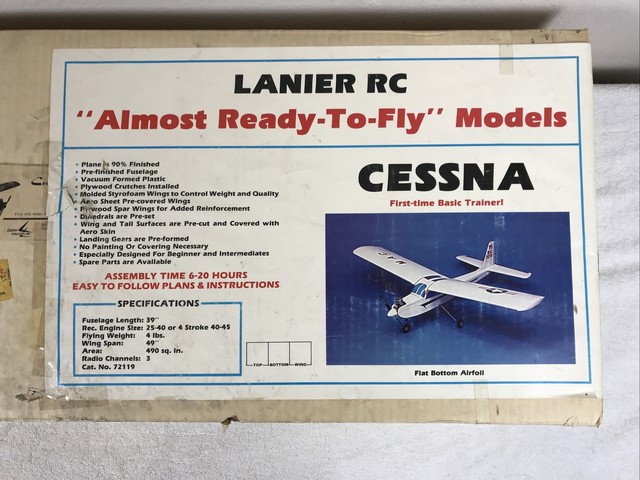 LANIER RC
"Almost Ready-To-Fly" Models
• Plane is 90% Finished
• Pre-finished Fuselage
• Vacuum Formed Plastic
• Plywood Crutches Installed
• Molded Styrofoam Wings to Control Weight and Quality
• Aero Sheet Pre-covered Wings
• Plywood Spar Wings for Added Reinforcement
• Dihedrals are Pre-set
• Wing and Tail Surfaces are Pre-cut and Covered with
Aero Skin
• Landing Gears are Pre-formed
• No Painting Or Covering Necessary
• Especially Designed For Beginner and Intermediates
• Spare Parts are Available
ASSEMBLY TIME 6-20 HOURS
EASY TO FOLLOW PLANS & INSTRUCTIONS
SPECIFICATIONS
Fuselage Length: 39"
Rec. Engine Size: 25-40 or 4 Stroke 40-45
Flying Weight: 4 lbs.
Wing Span: 49"
Area: 490 sq. in.
Radio Channels: 3
Cat. No. 72119
TOP BOTTOM WING
CESSNA
First-time Basic Trainer!
Flat Bottom Airfoil